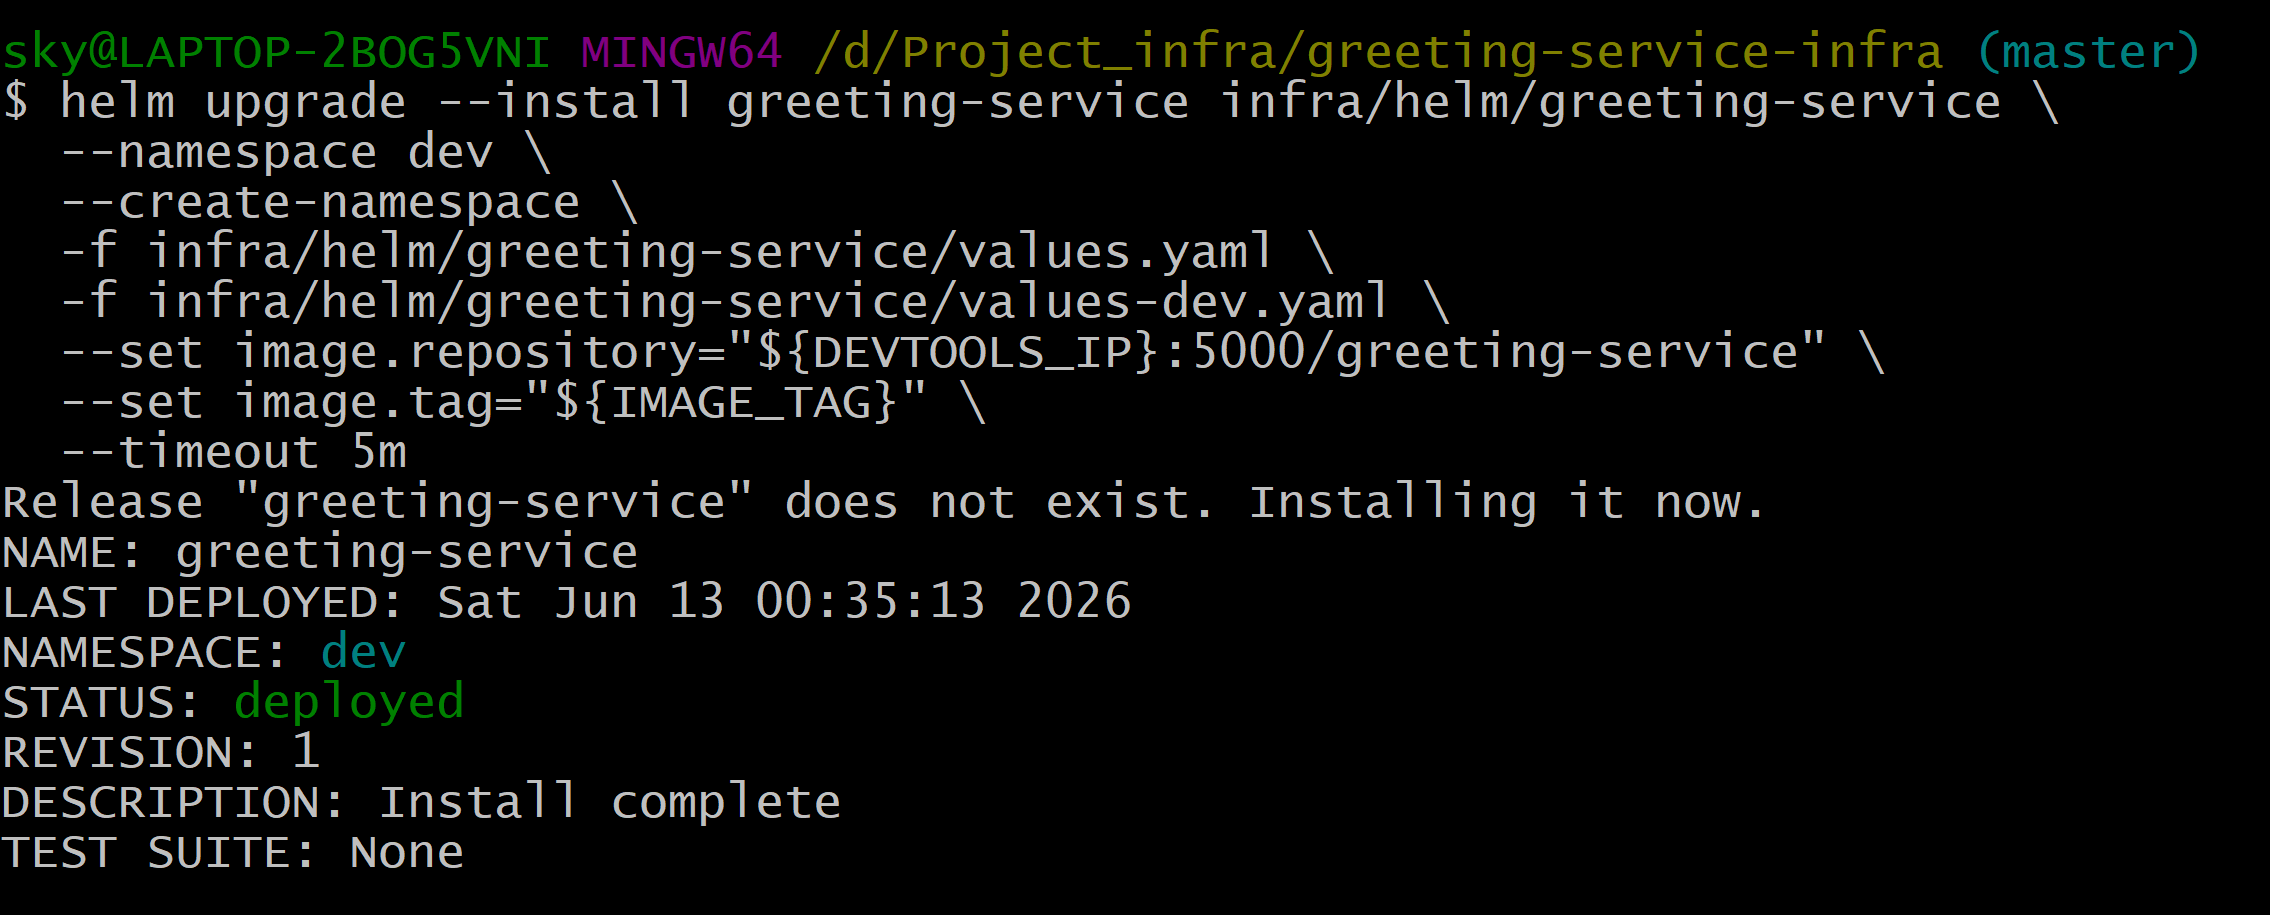 sky@LAPTOP-2BOG5VNI MINGW64 /d/Project_infra/greeting-service-infra (master)
$ helm upgrade --install greeting-service infra/helm/greeting-service \
  --namespace dev \
  --create-namespace \
  -f infra/helm/greeting-service/values.yaml \
  -f infra/helm/greeting-service/values-dev.yaml \
  --set image.repository="${DEVTOOLS_IP}:5000/greeting-service" \
  --set image.tag="${IMAGE_TAG}" \
  --timeout 5m
Release "greeting-service" does not exist. Installing it now.
NAME: greeting-service
LAST DEPLOYED: Sat Jun 13 00:35:13 2026
NAMESPACE: dev
STATUS: deployed
REVISION: 1
DESCRIPTION: Install complete
TEST SUITE: None